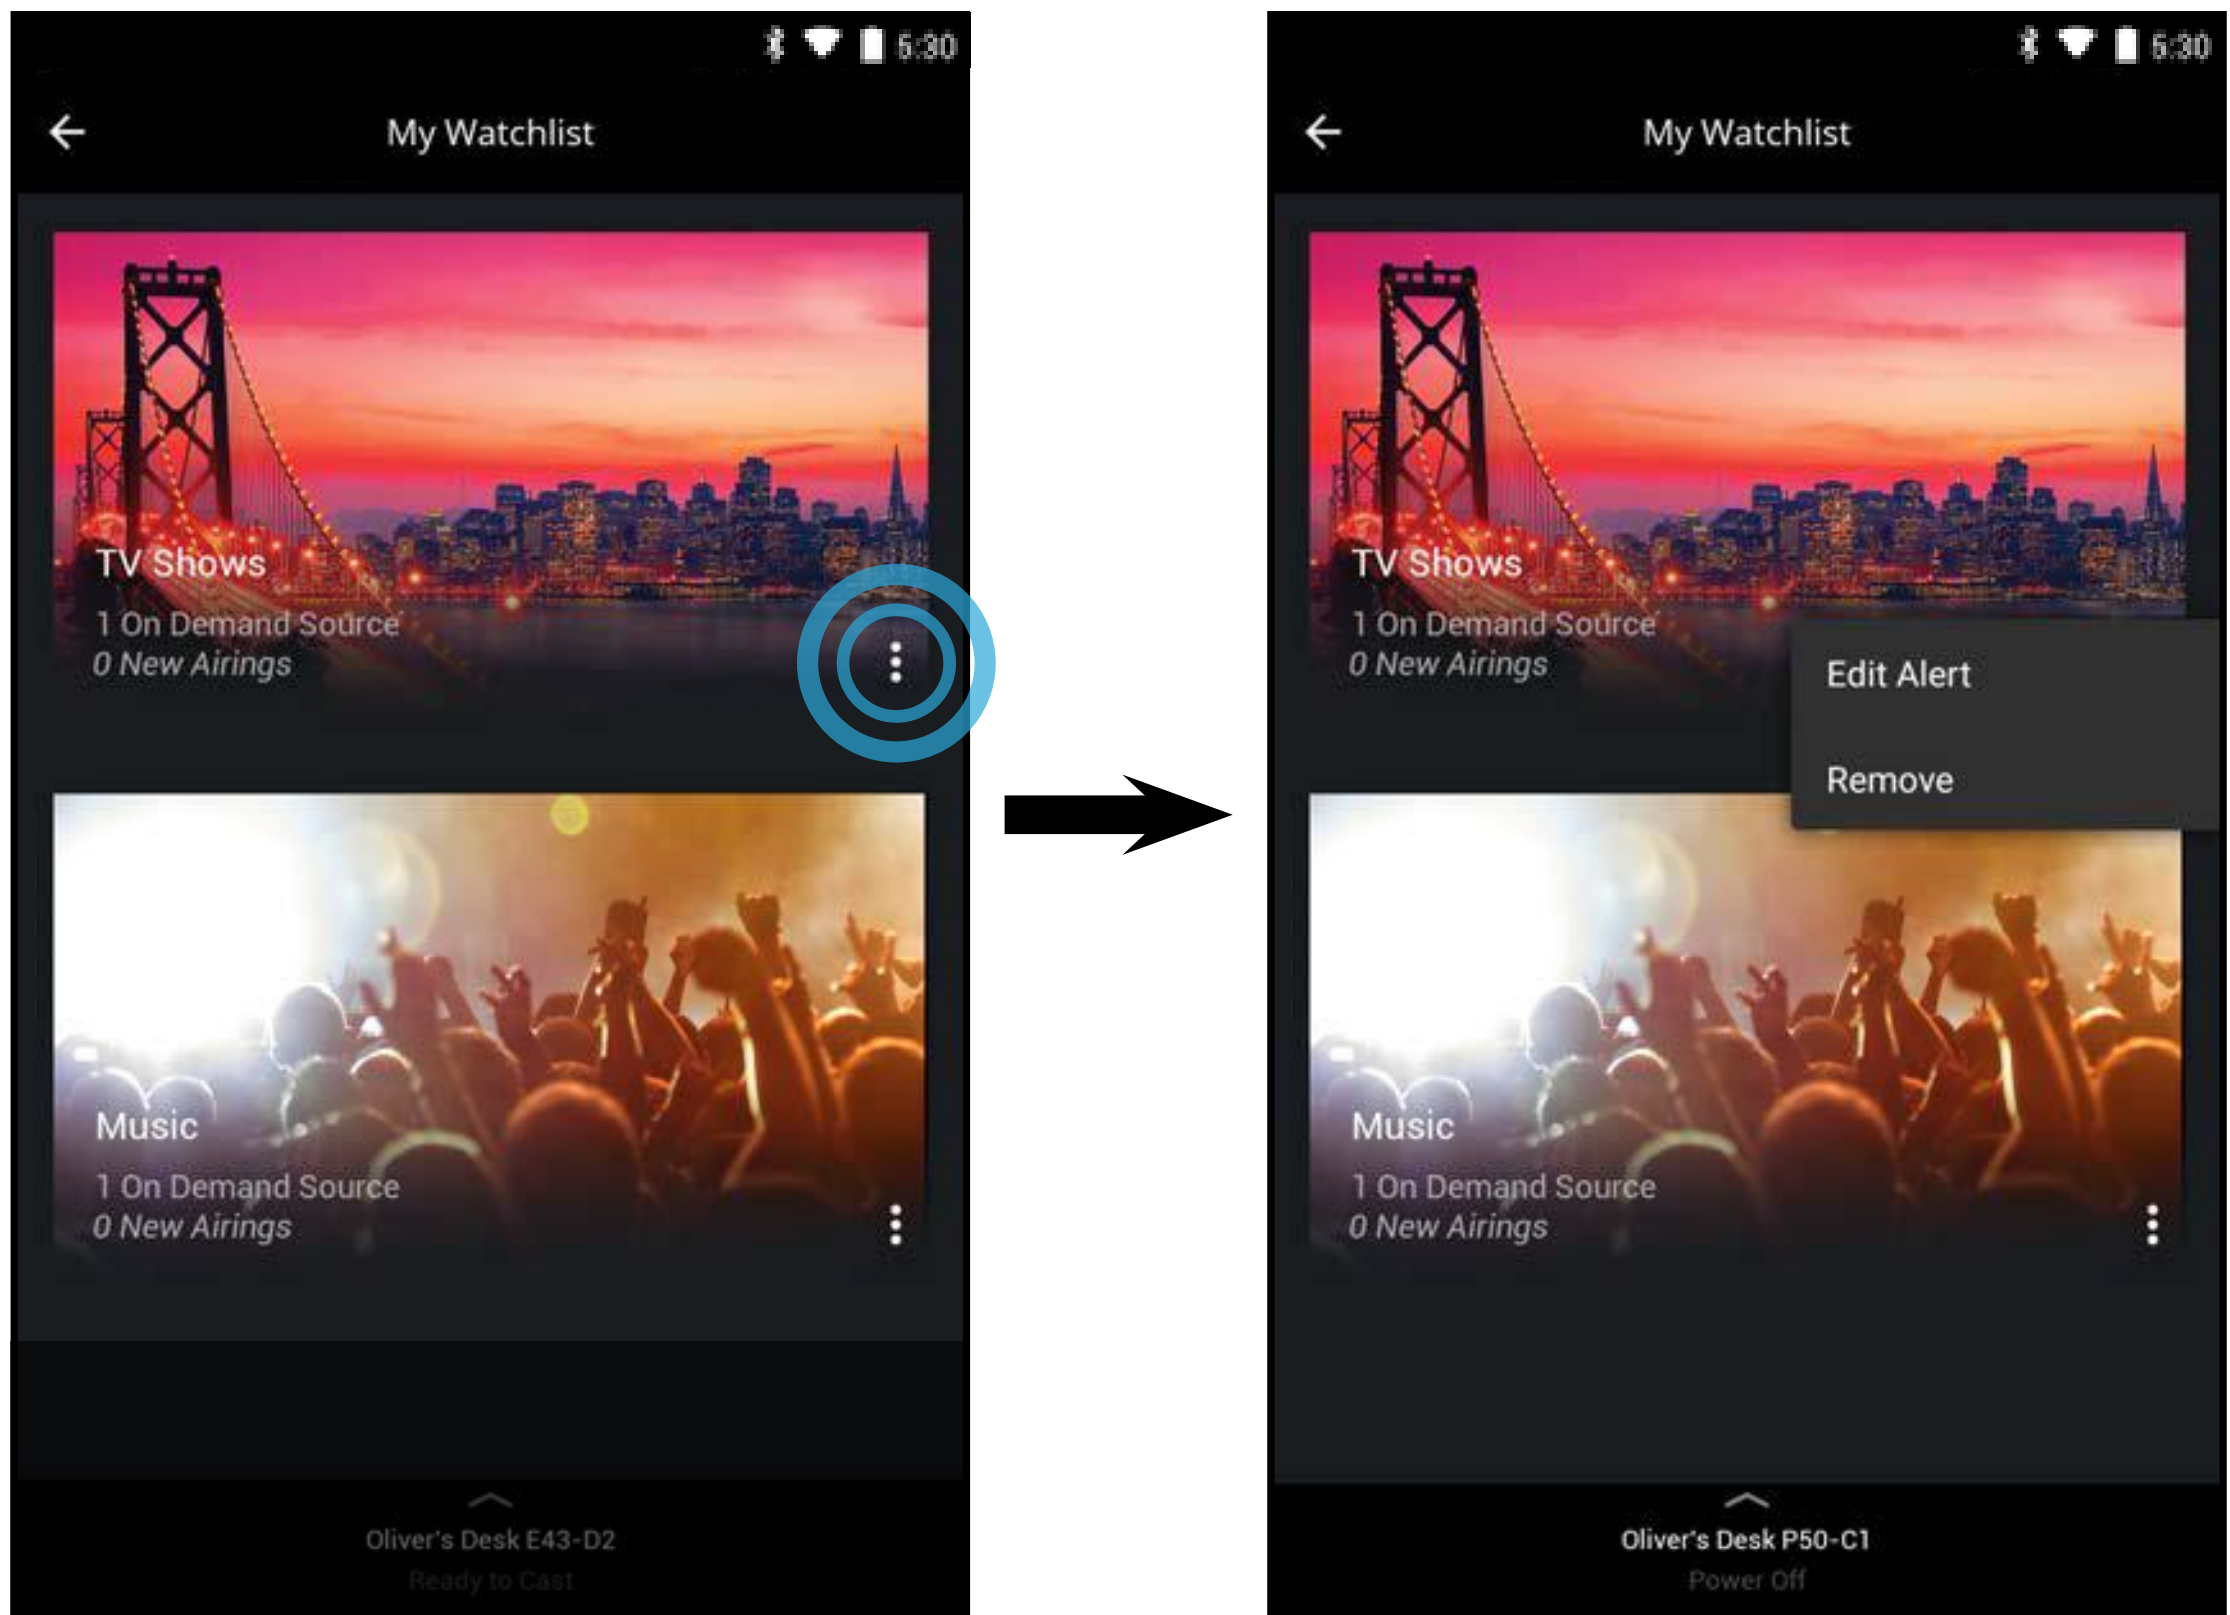 5:30
My Watchlist
TV Shows
1 On Demand Source
0 New Airings
Music
1 On Demand Source
0 New Airings
Oliver's Desk E43-D2
Ready to Cast
5:30
My Watchlist
TV Shows
1 On Demand Source
0 New Airings
Edit Alert
Remove
Music
1 On Demand Source
0 New Airings
Oliver's Desk P50-C1
Power Off